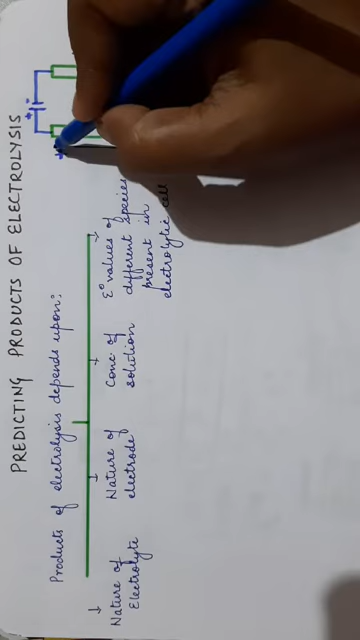 PREDICTING PRODUCTS OF ELECTROLYSIS
Products of electrolysis depends upon:
Nature of
Electrolyte
Nature of
electrode
Conc of
solution
E° values of
different species
present in
electrolytic cell
+ -